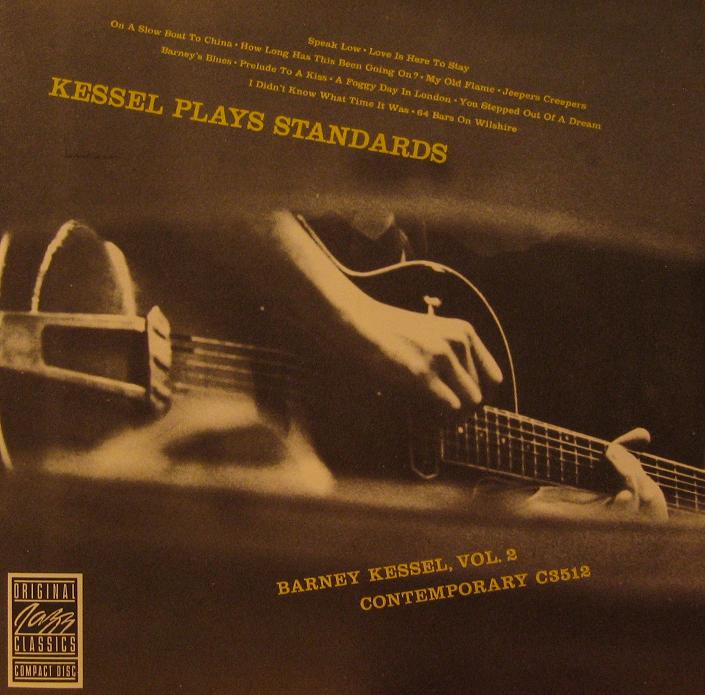 Speak Low • Love Is Here To Stay
On A Slow Boat To China • How Long Has This Been Going On? • My Old Flame • Jeepers Creepers
Barney's Blues • Prelude To A Kiss • A Foggy Day In London • You Stepped Out Of A Dream
I Didn't Know What Time It Was • 64 Bars On Wilshire
KESSEL PLAYS STANDARDS
BARNEY KESSEL, VOL. 2
CONTEMPORARY C3512
ORIGINAL
Jazz
CLASSICS
COMPACT DISC